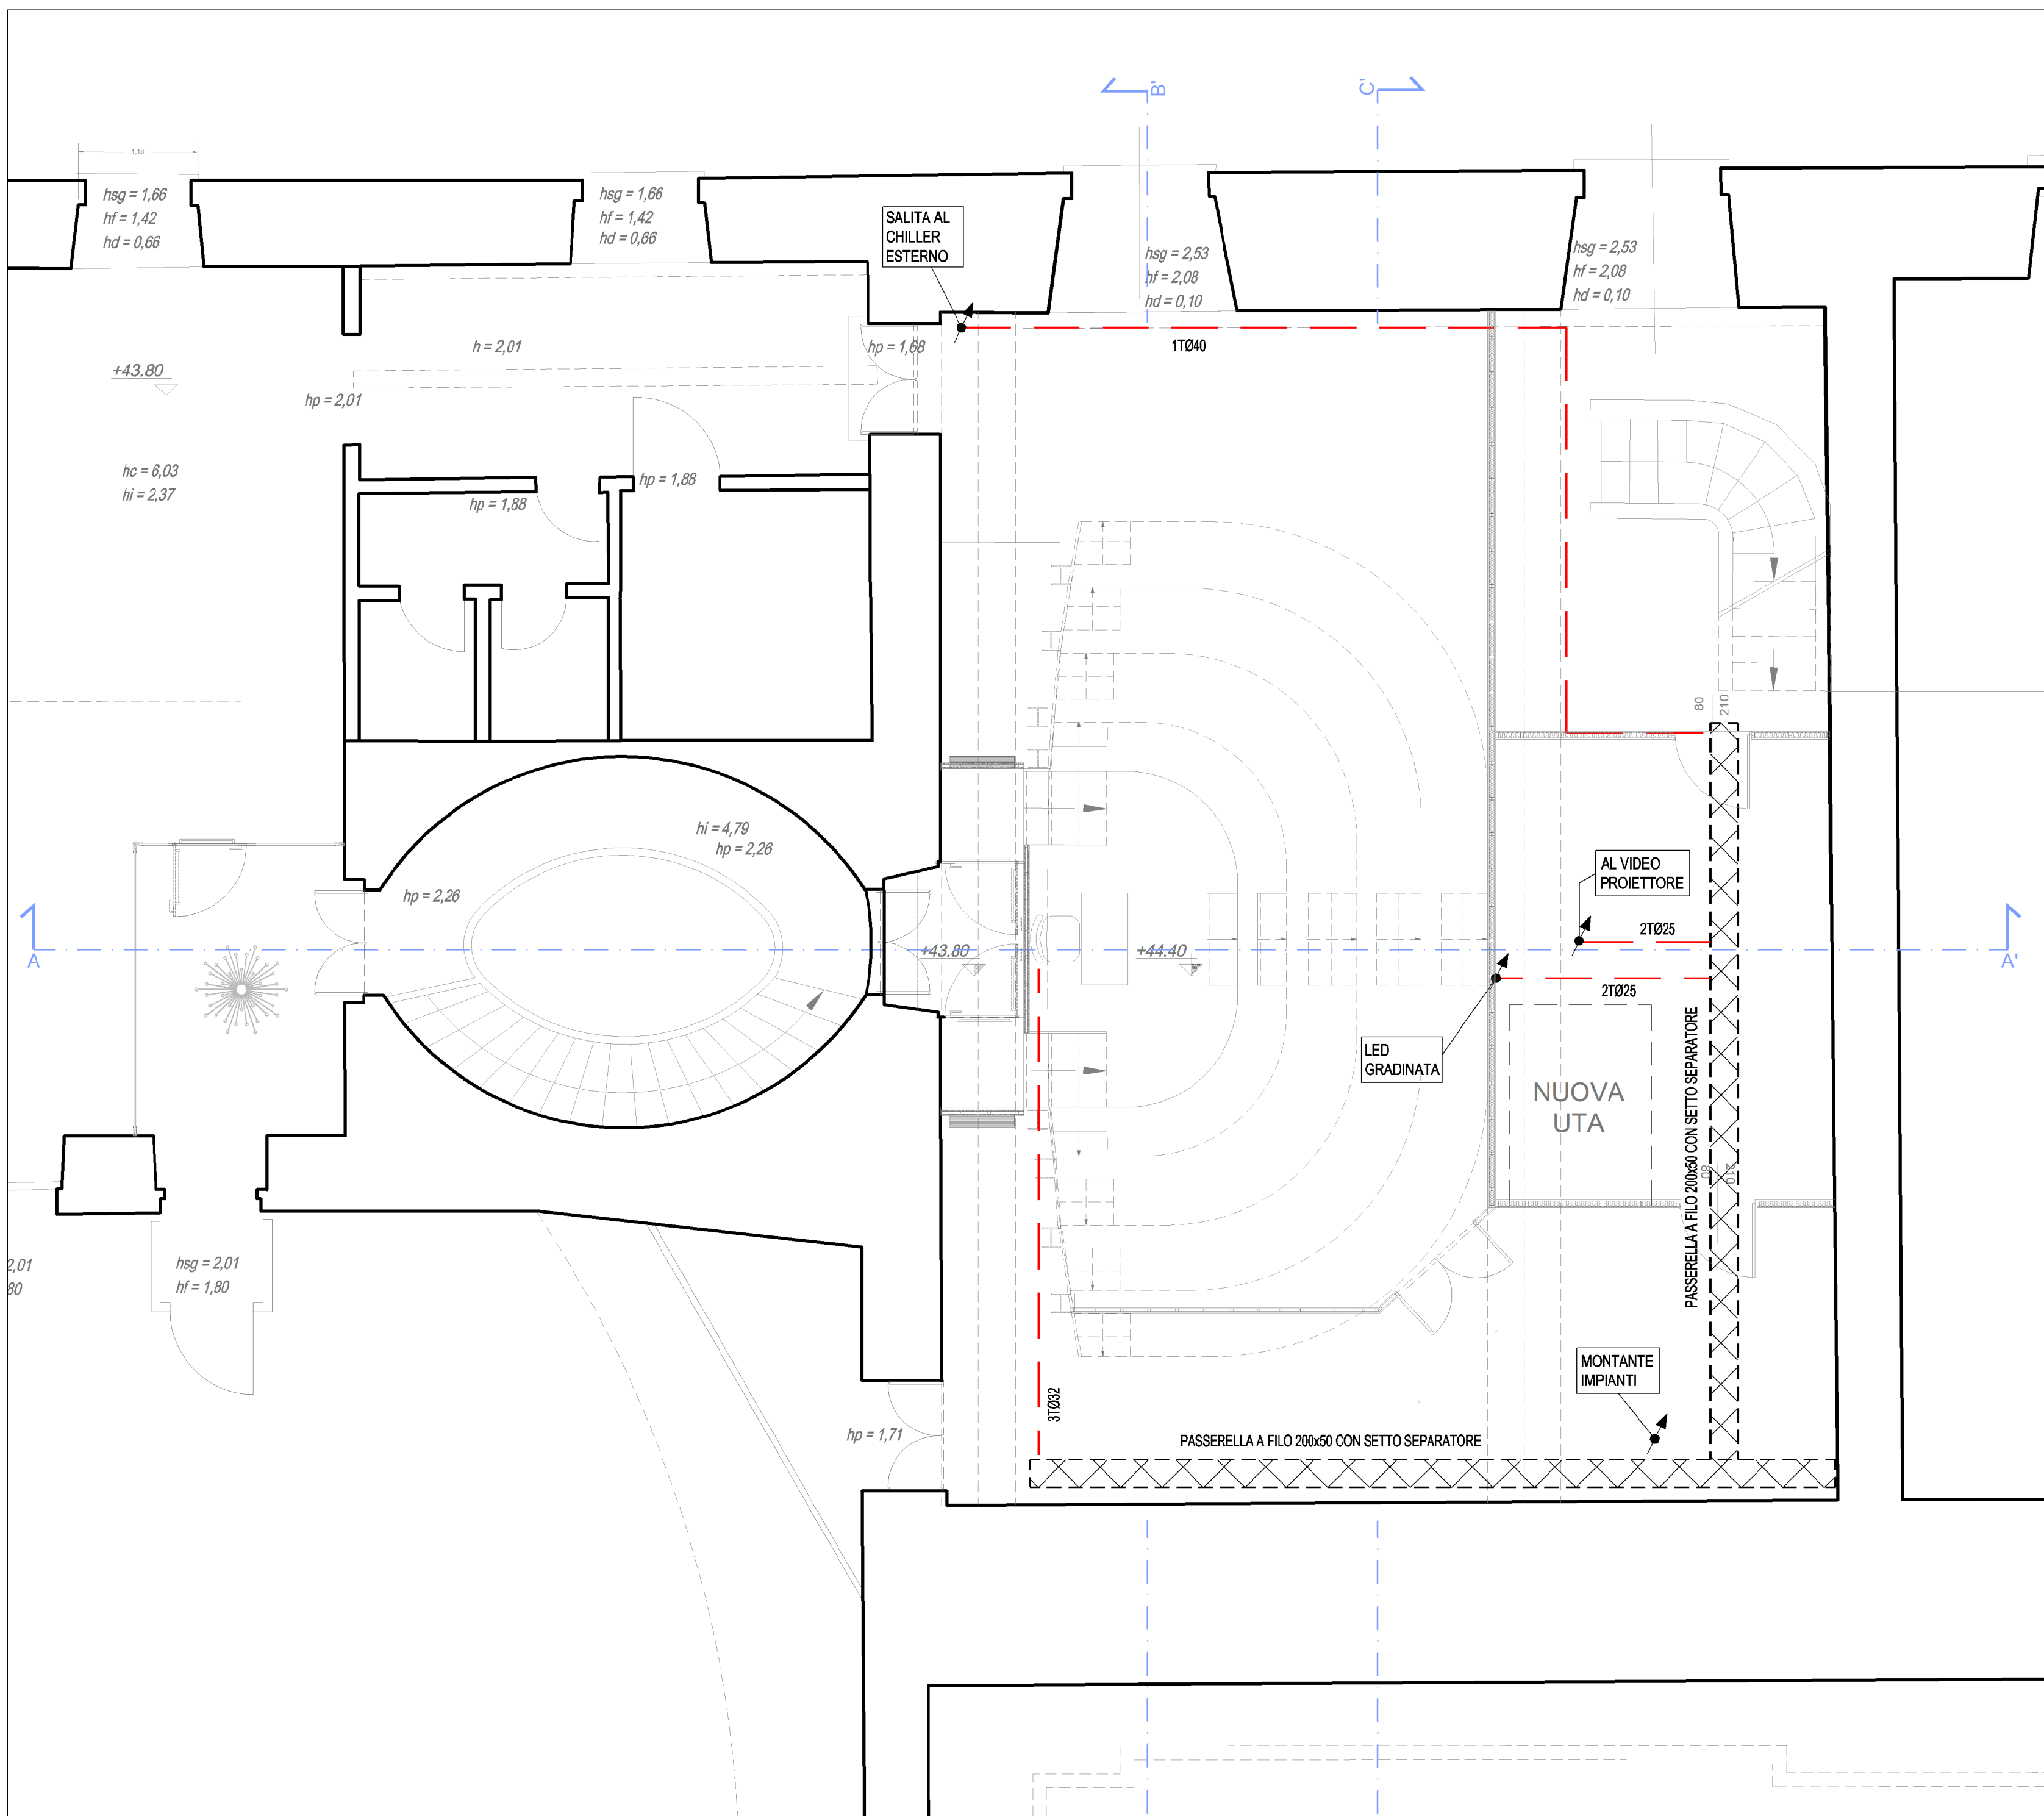 B'
C'
1,18
hsg = 1,66
hf = 1,42
hd = 0,66
hsg = 1,66
hf = 1,42
hd = 0,66
SALITA AL
CHILLER
ESTERNO
hsg = 2,53
hf = 2,08
hd = 0,10
hsg = 2,53
hf = 2,08
hd = 0,10
h = 2,01
hp = 1,68
1TØ40
+43.80
hp = 2,01
hc = 6,03
hi = 2,37
hp = 1,88
hp = 1,88
80
210
hi = 4,79
hp = 2,26
hp = 2,26
AL VIDEO
PROIETTORE
2TØ25
+43.80
+44.40
A
A'
2TØ25
LED
GRADINATA
NUOVA
UTA
PASSERELLA A FILO 200x50 CON SETTO SEPARATORE
80
210
2,01
80
hsg = 2,01
hf = 1,80
MONTANTE
IMPIANTI
3TØ32
hp = 1,71
PASSERELLA A FILO 200x50 CON SETTO SEPARATORE